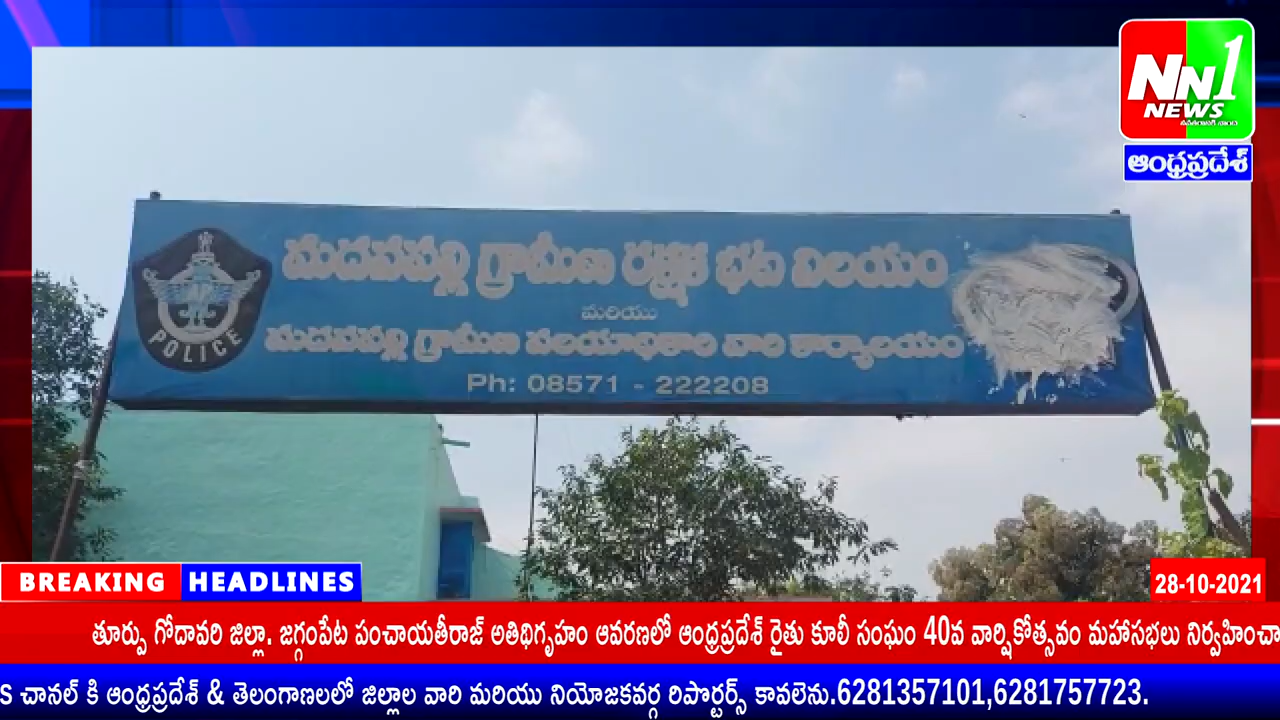 NN1
NEWS
ఆంధ్రప్రదేశ్
మదనపల్లి గ్రామీణ రక్షక భట నిలయం
మరియు
మదనపల్లి గ్రామీణ వలయాధికారి వారి కార్యాలయం
POLICE
Ph: 08571 - 222208
BREAKING HEADLINES
28-10-2021
తూర్పు గోదావరి జిల్లా. జగ్గంపేట పంచాయతీరాజ్ అతిథిగృహం ఆవరణలో ఆంధ్రప్రదేశ్ రైతు కూలీ సంఘం 40వ వార్షికోత్సవం మహాసభలు నిర్వహించా
S చానల్ కి ఆంధ్రప్రదేశ్ & తెలంగాణలలో జిల్లాల వారి మరియు నియోజకవర్గ రిపొర్టర్స్ కావలెను.6281357101,6281757723.